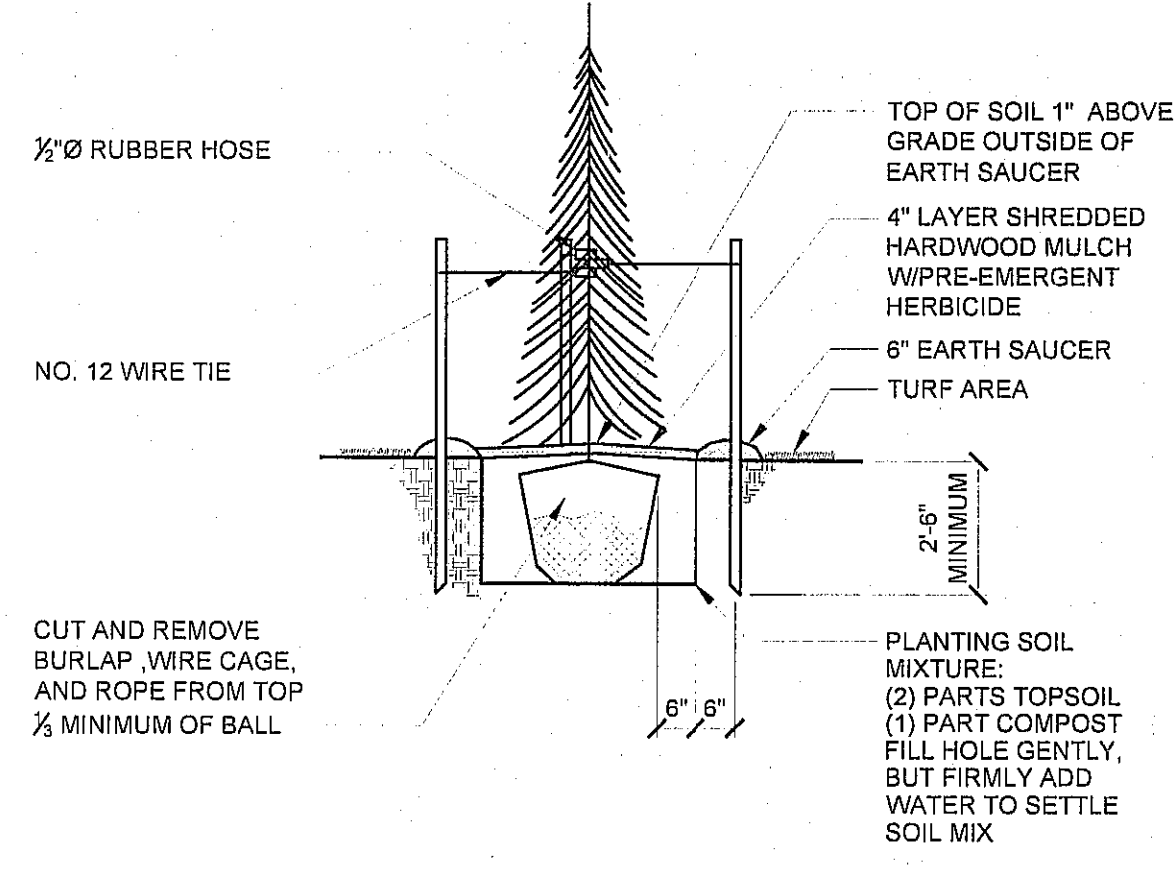 ½"Ø RUBBER HOSE
NO. 12 WIRE TIE
CUT AND REMOVE
BURLAP ,WIRE CAGE,
AND ROPE FROM TOP
⅓ MINIMUM OF BALL
TOP OF SOIL 1" ABOVE
GRADE OUTSIDE OF
EARTH SAUCER
4" LAYER SHREDDED
HARDWOOD MULCH
W/PRE-EMERGENT
HERBICIDE
6" EARTH SAUCER
TURF AREA
2'-6"
MINIMUM
6" 6"
PLANTING SOIL
MIXTURE:
(2) PARTS TOPSOIL
(1) PART COMPOST
FILL HOLE GENTLY,
BUT FIRMLY ADD
WATER TO SETTLE
SOIL MIX